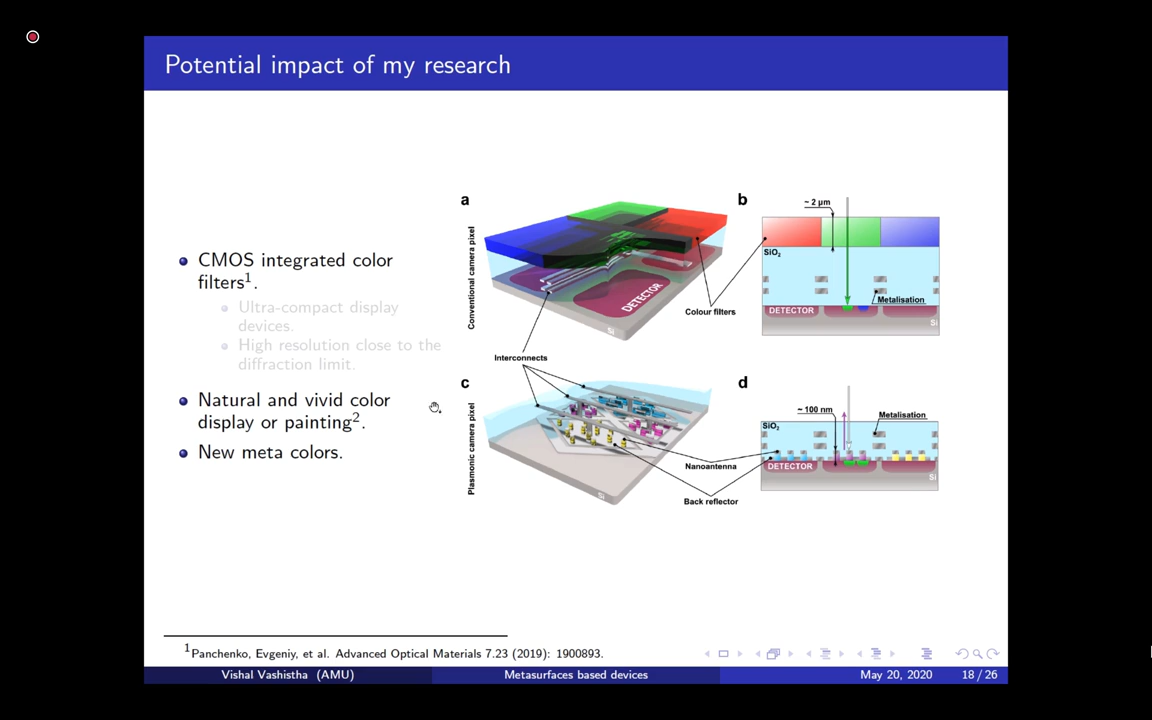 Potential impact of my research
CMOS integrated color
filters¹.
Ultra-compact display
devices.
High resolution close to the
diffraction limit.
Natural and vivid color
display or painting².
New meta colors.
a
Conventional camera pixel
DETECTOR
Si
Interconnects
Colour filters
b
~ 2 μm
SiO₂
Metalisation
DETECTOR
Si
c
Plasmonic camera pixel
Si
Nanoantenna
Back reflector
d
~ 100 nm
SiO₂
Metalisation
DETECTOR
Si
¹Panchenko, Evgeniy, et al. Advanced Optical Materials 7.23 (2019): 1900893.
Vishal Vashistha (AMU) Metasurfaces based devices May 20, 2020 18 / 26